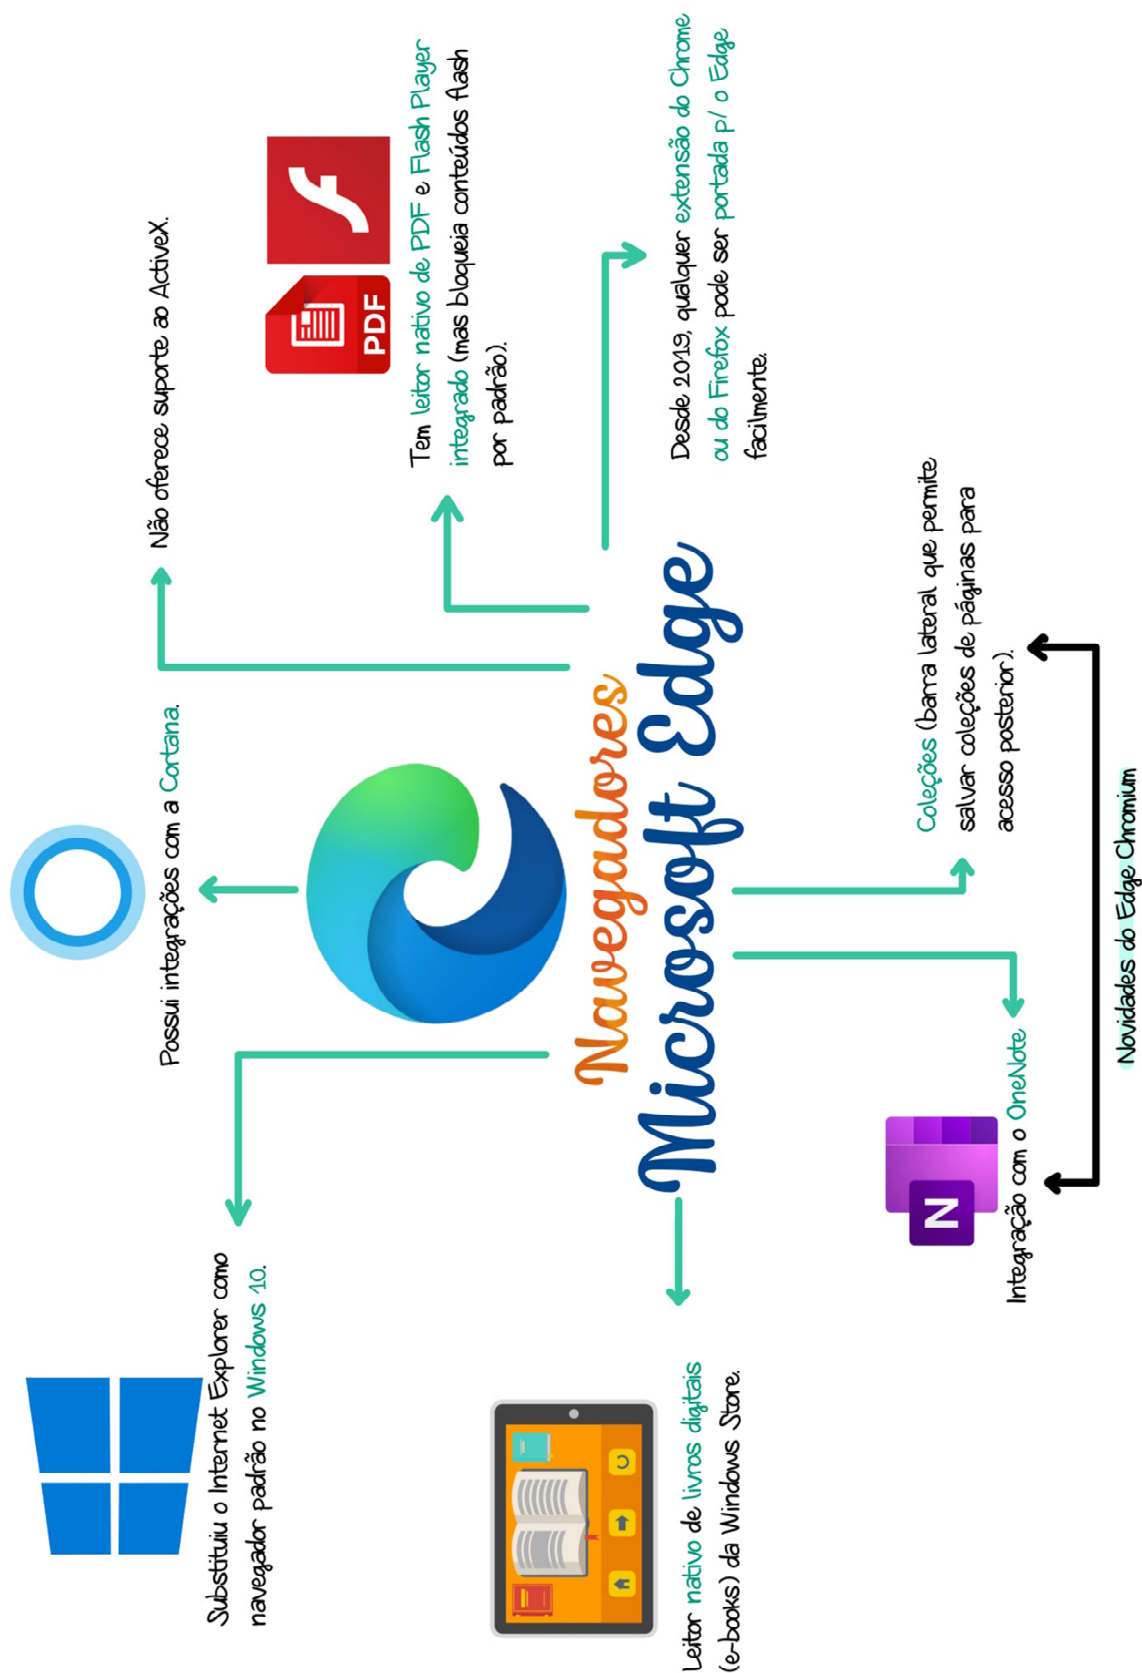 Navegadores
Microsoft Edge
Substituiu o Internet Explorer como
navegador padrão no Windows 10.
Possui integrações com a Cortana.
Não oferece suporte ao ActiveX.
PDF
Tem leitor nativo de PDF e Flash Player
integrado (mas bloqueia conteúdos flash
por padrão).
Desde 2019, qualquer extensão do Chrome
ou do Firefox pode ser portada p/ o Edge
facilmente.
Leitor nativo de livros digitais
(e-books) da Windows Store.
N
Integração com o OneNote
Coleções (barra lateral que permite
salvar coleções de páginas para
acesso posterior).
Novidades do Edge Chromium